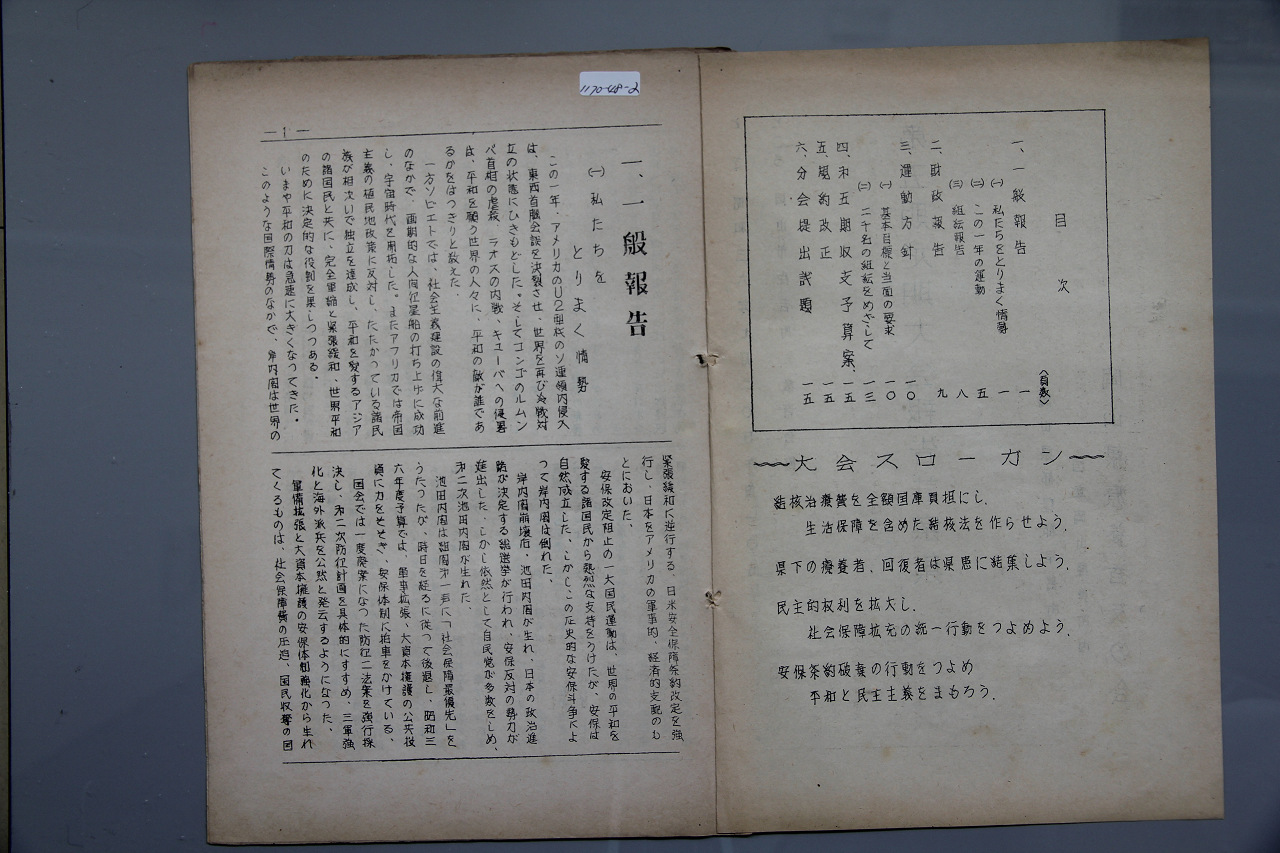 1170-48-2
目次
(頁数)
一、一般報告 一
(一) 私たちをとりまく情勢 一
(二) この一年の運動 五
(三) 組織報告 八
二、財政報告 九
三、運動方針 一〇
(一) 基本目標と当面の要求 一〇
(二) 二千名の組織をめざして 一三
四、第五期収支予算案、 一五
五、規約改正 一五
六、分会提出議題 一五
大会スローガン
結核治療費を全額国庫負担にし、
生活保障を含めた結核法を作らせよう。
県下の療養者、回復者は県患に結集しよう。
民主的权利を拡大し、
社会保障拡充の統一行動をつよめよう。
安保条約破棄の行動をつよめ
平和と民主主義をまもろう。
—1—
一、一般報告
(一) 私たちを
とりまく情勢
この一年、アメリカのU2型机のソ連領内侵入
は、東西首脳会談を決裂させ、世界を再び冷戦対
立の状態にひきもどした。そしてコンゴのルムン
バ首相の虐殺、ラオスの内戦、キューバへの侵略
は、平和を願う世界の人々に、平和の敵が誰であ
るかをはっきりと教えた。
一方ソビエトでは、社会主義建設の偉大な前進
のなかで、画期的な人間衛星船の打ち上げに成功
し、宇宙時代を開拓した。またアフリカでは帝国
主義の植民地政策に反対し、たたかっている諸民
族が相次いで独立を達成し、平和を愛するアジア
の諸国民と共に、完全軍縮と緊張緩和、世界平和
のために決定的な役割を果しつつある。
いまや平和の力は急速に大きくなってきた。
このような国際情勢のなかで、岸内閣は世界の
緊張緩和に逆行する、日米安全保障条約改定を強
行し、日本をアメリカの軍事的、経済的支配のも
とにおいた。
安保改定阻止の一大国民運動は、世界の平和を
愛する諸国民から熱烈な支持をうけたが、安保は
自然成立した、しかしこの歴史的な安保斗争によ
って岸内閣は倒れた。
岸内閣崩壊后、池田内閣が生れ、日本の政治進
路が決定する総選挙が行われ、安保反対の勢力が
進出した、しかし依然として自民党が多数をしめ、
第二次池田内閣が生れた。
池田内閣は組閣第一声に「社会保障最優先」を
うたったが、時日を経るに従って後退し、昭和三
六年度予算では、軍事拡張、大資本擁護の公共投
資に力をそそぎ、安保体制に拍車をかけている。
国会では一度廃案になった防衛二法案を強行採
決し、第二次防衛計画を具体的にすすめ、三軍強
化と海外派兵を公然と発言するようになった。
軍備拡張と大資本擁護の安保体制強化から生れ
てくるものは、社会保障費の圧迫、国民収奪の国